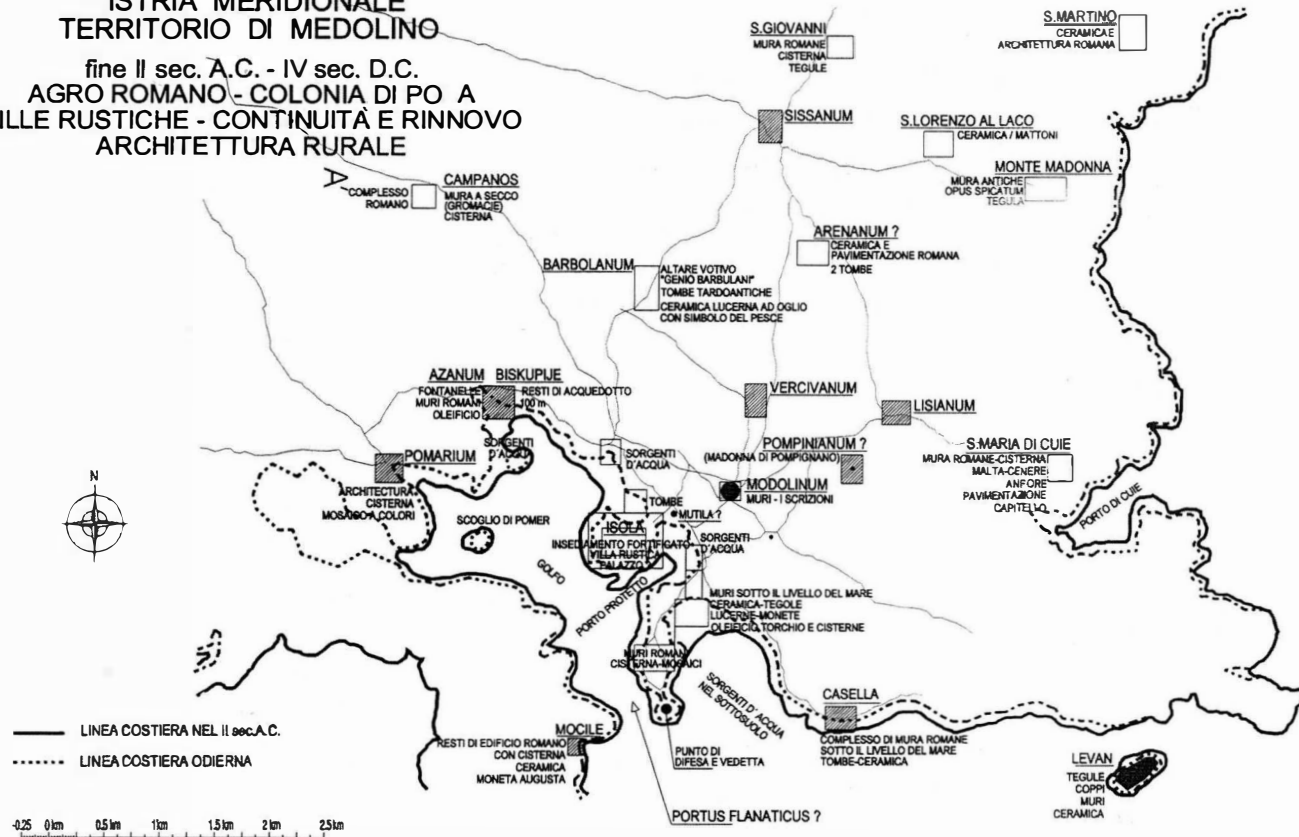 ISTRIA MERIDIONALE
TERRITORIO DI MEDOLINO
fine II sec. A.C. - IV sec. D.C.
AGRO ROMANO - COLONIA DI PO A
ILLE RUSTICHE - CONTINUITÀ E RINNOVO
ARCHITETTURA RURALE
S.GIOVANNI
MURA ROMANE
CISTERNA
TEGULE
S.MARTINO
CERAMICA E
ARCHITETTURA ROMANA
SISSANUM
S.LORENZO AL LACO
CERAMICA / MATTONI
MONTE MADONNA
MURA ANTICHE
OPUS SPICATUM
TEGULA
A
COMPLESSO
ROMANO
CAMPANOS
MURA A SECCO
(GROMACIE)
CISTERNA
ARENANUM ?
CERAMICA E
PAVIMENTAZIONE ROMANA
2 TOMBE
BARBOLANUM
ALTARE VOTIVO
"GENIO BARBULANI"
TOMBE TARDOANTICHE
CERAMICA LUCERNA AD OGLIO
CON SIMBOLO DEL PESCE
AZANUM BISKUPIJE
FONTANELLE
MURI ROMANI
OLEIFICIO
RESTI DI ACQUEDOTTO
100 m
VERCIVANUM
LISIANUM
SORGENTI
D'ACQUA
SORGENTI
D'ACQUA
POMPINIANUM ?
(MADONNA DI POMPIGNANO)
S.MARIA DI CUIE
MURA ROMANE-CISTERNA
MALTA-CENERE
ANFORE
PAVIMENTAZIONE
CAPITELLO
PORTO DI CUIE
POMARIUM
ARCHITECTURA
CISTERNA
MOSAICO A COLORI
MODOLINUM
MURI - I SCRIZIONI
TOMBE
MUTILA ?
N
SCOGLIO DI POMER
ISOLA
INSEDIAMENTO FORTIFICATO
VILLA RUSTICA
PALAZZO
SORGENTI
D'ACQUA
GOLFO
PORTO PROTETTO
MURI SOTTO IL LIVELLO DEL MARE
CERAMICA-TEGOLE
LUCERNE-MONETE
OLEIFICIO, TORCHIO E CISTERNE
MURI ROMANI
CISTERNA-MOSAICI
SORGENTI D' ACQUA
NEL SOTTOSUOLO
CASELLA
COMPLESSO DI MURA ROMANE
SOTTO IL LIVELLO DEL MARE
TOMBE-CERAMICA
MOCILE
RESTI DI EDIFICIO ROMANO
CON CISTERNA
CERAMICA
MONETA AUGUSTA
PUNTO DI
DIFESA E VEDETTA
LEVAN
TEGULE
COPPI
MURI
CERAMICA
PORTUS FLANATICUS ?
LINEA COSTIERA NEL II sec.A.C.
LINEA COSTIERA ODIERNA
-0.25 0 km 0.5 km 1 km 1.5 km 2 km 2.5 km